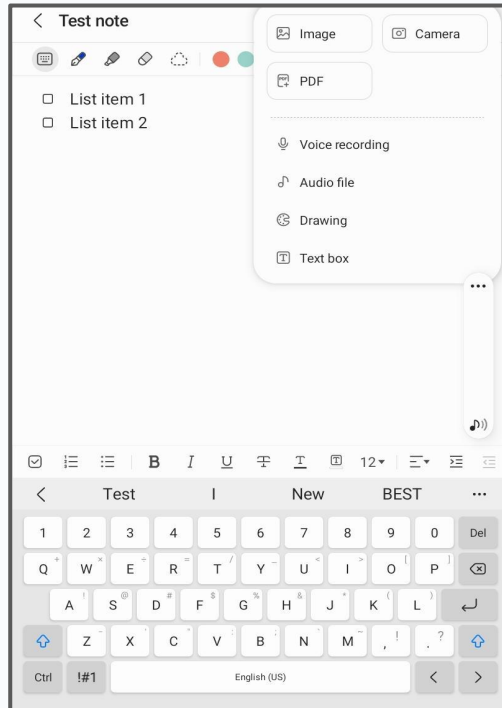 Test note
Image
Camera
PDF
List item 1
List item 2
Voice recording
Audio file
Drawing
T Text box
B I U T T T 12
Test I New BEST
1 2 3 4 5 6 7 8 9 0 Del
Q + W × E ÷ R = T / Y _ U < I > O [ P ]
A ! S @ D # F $ G % H & J * K ( L )
Z - X ' C " V : B ; N ' M ~ , ! . ?
Ctrl !#1 English (US) < >